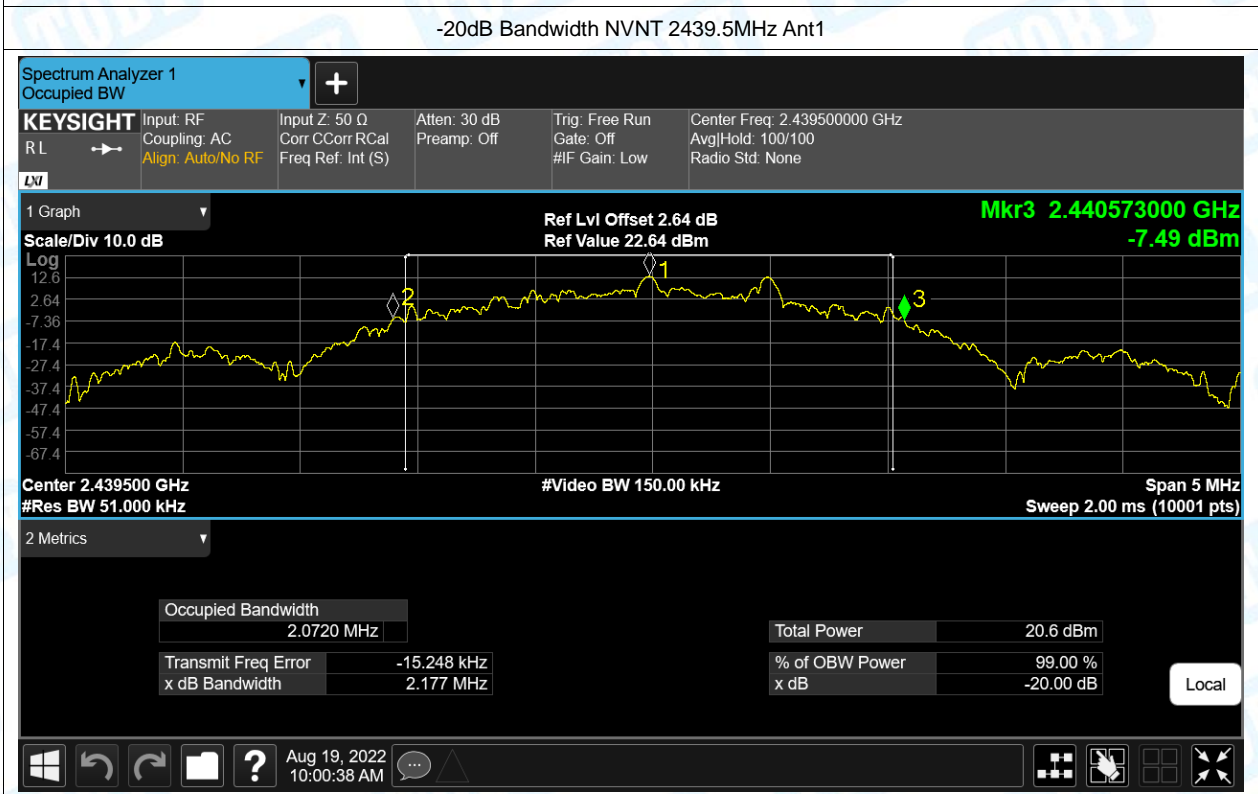 -20dB Bandwidth NVNT 2439.5MHz Ant1
Spectrum Analyzer 1
Occupied BW
KEYSIGHT
R L
LXI
Input: RF
Coupling: AC
Align: Auto/No RF
Input Z: 50 Ω
Corr CCorr RCal
Freq Ref: Int (S)
Atten: 30 dB
Preamp: Off
Trig: Free Run
Gate: Off
#IF Gain: Low
Center Freq: 2.439500000 GHz
Avg|Hold: 100/100
Radio Std: None
1 Graph
Scale/Div 10.0 dB
Ref Lvl Offset 2.64 dB
Ref Value 22.64 dBm
Mkr3 2.440573000 GHz
-7.49 dBm
Log
12.6
2.64
-7.36
-17.4
-27.4
-37.4
-47.4
-57.4
-67.4
1
2
3
Center 2.439500 GHz
#Res BW 51.000 kHz
#Video BW 150.00 kHz
Span 5 MHz
Sweep 2.00 ms (10001 pts)
2 Metrics
Occupied Bandwidth
2.0720 MHz
Transmit Freq Error -15.248 kHz
x dB Bandwidth 2.177 MHz
Total Power 20.6 dBm
% of OBW Power 99.00 %
x dB -20.00 dB
Local
?
Aug 19, 2022
10:00:38 AM
TOBY